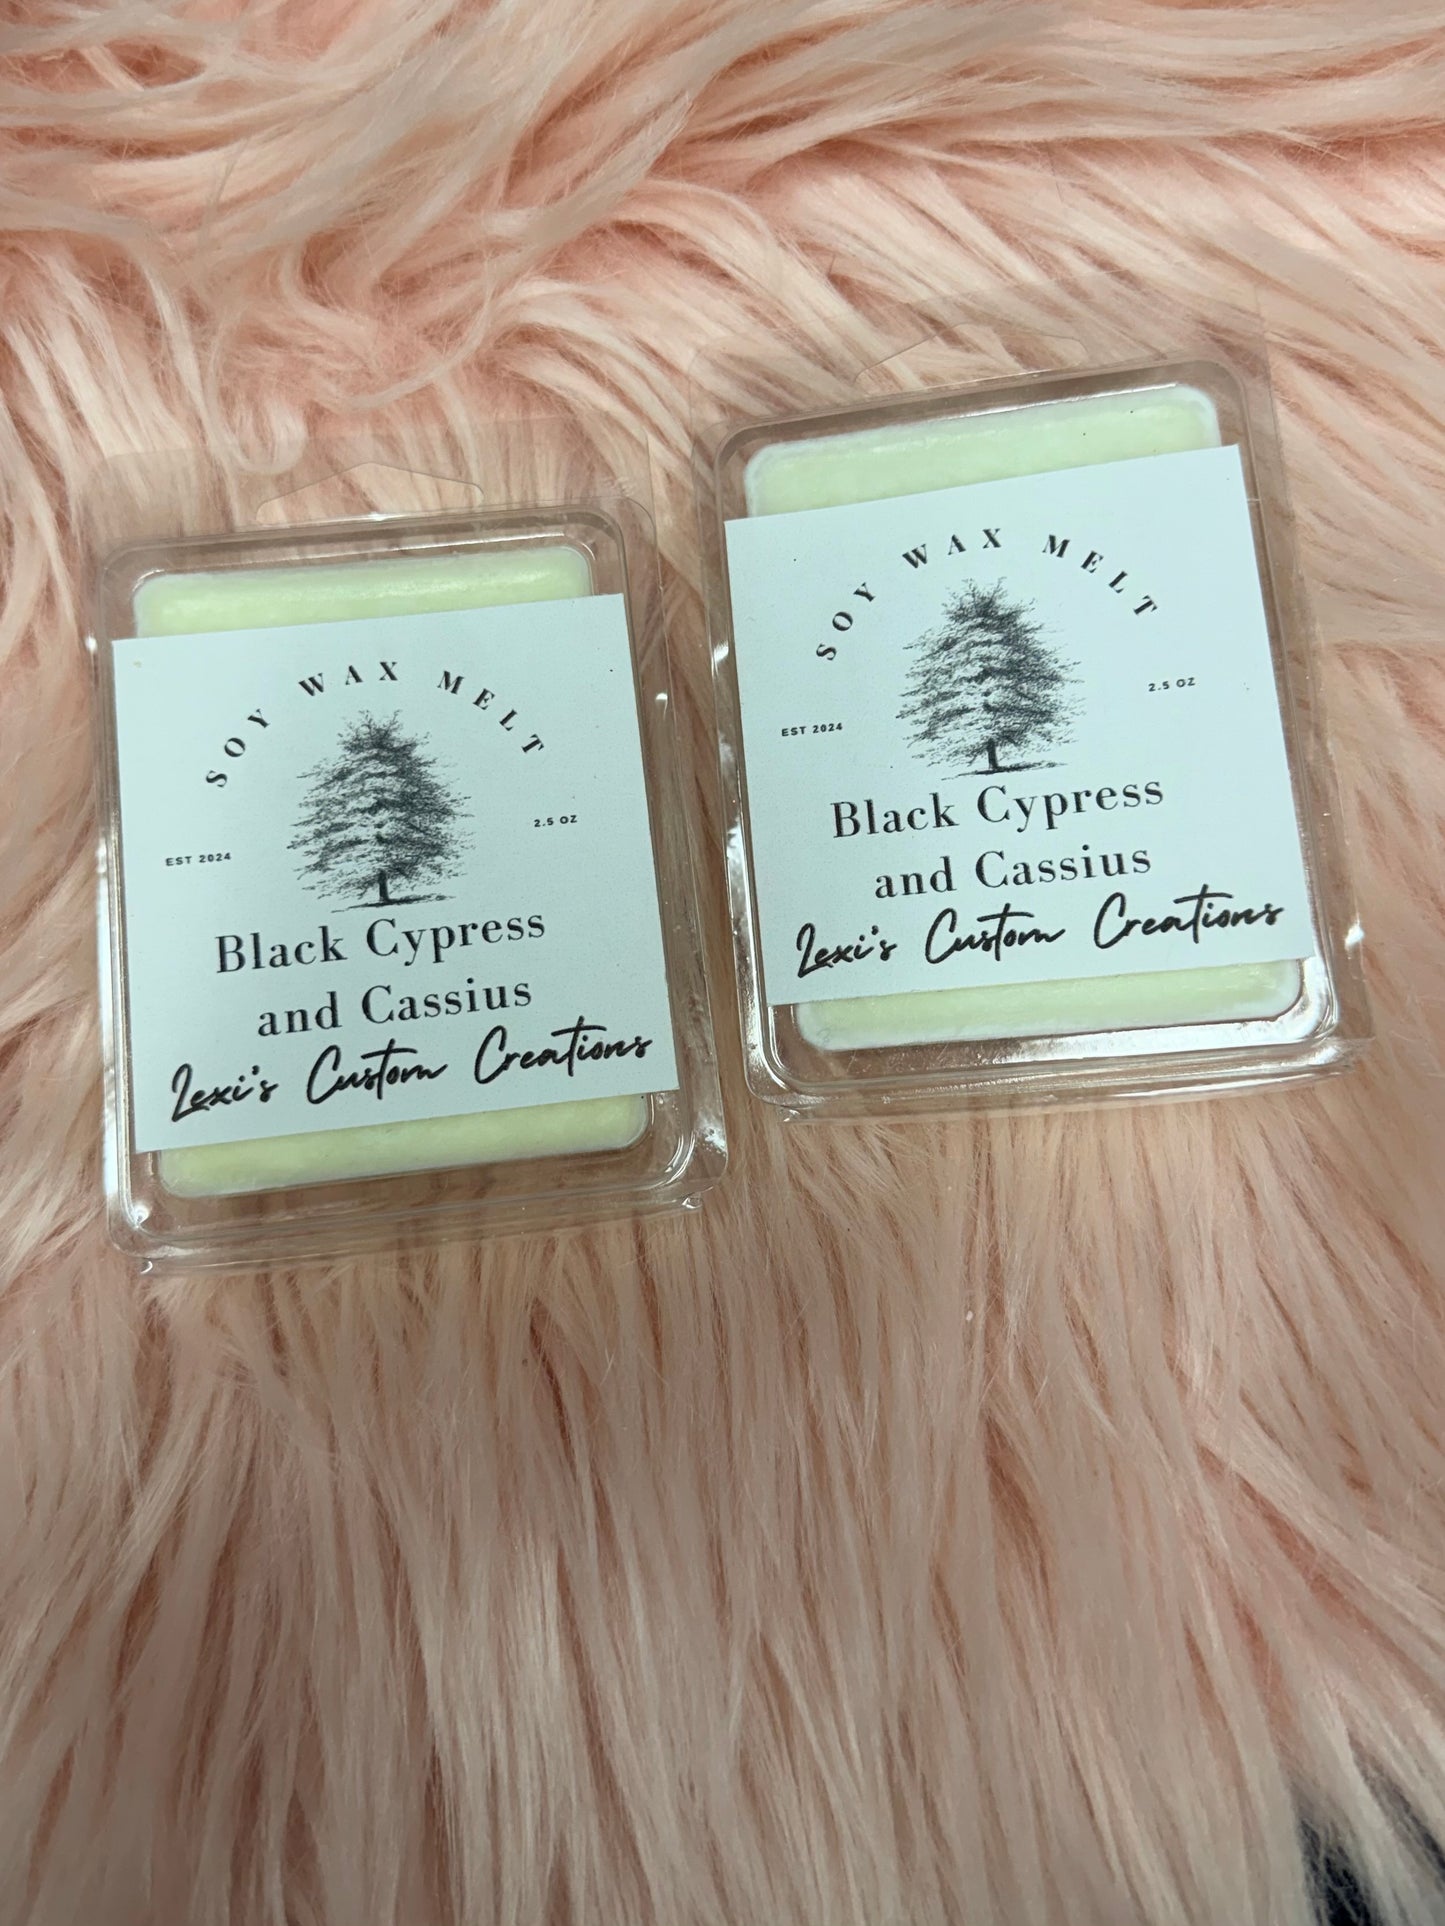 SOY WAX MELT
EST 2024
2.5 OZ
Black Cypress
and Cassius
Lexi's Custom Creations
SOY WAX MELT
EST 2024
2.5 OZ
Black Cypress
and Cassius
Lexi's Custom Creations